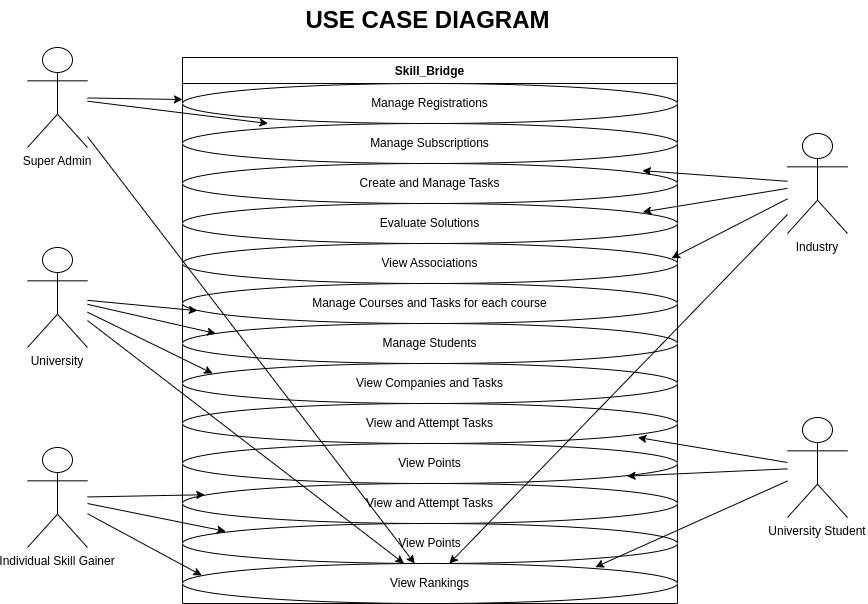 USE CASE DIAGRAM
Skill_Bridge
Manage Registrations
Manage Subscriptions
Super Admin
Create and Manage Tasks
Evaluate Solutions
Industry
View Associations
Manage Courses and Tasks for each course
Manage Students
University
View Companies and Tasks
View and Attempt Tasks
View Points
View and Attempt Tasks
University Student
View Points
Individual Skill Gainer
View Rankings